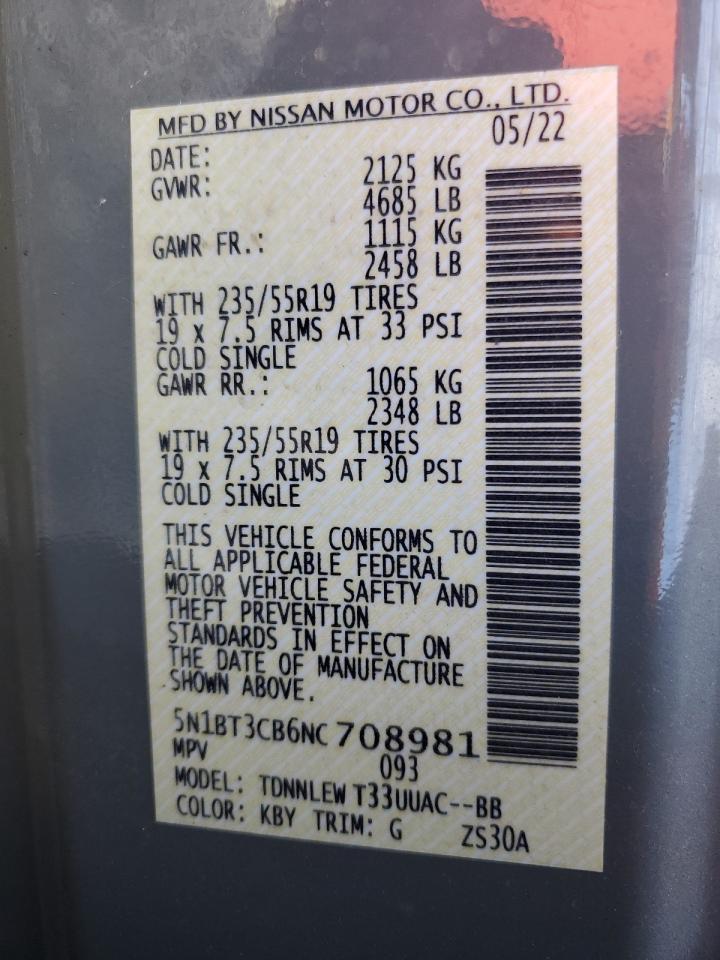 MFD BY NISSAN MOTOR CO., LTD.
DATE: 05/22
GVWR: 2125 KG
4685 LB
GAWR FR.: 1115 KG
2458 LB
WITH 235/55R19 TIRES
19 x 7.5 RIMS AT 33 PSI
COLD SINGLE
GAWR RR.: 1065 KG
2348 LB
WITH 235/55R19 TIRES
19 x 7.5 RIMS AT 30 PSI
COLD SINGLE
THIS VEHICLE CONFORMS TO
ALL APPLICABLE FEDERAL
MOTOR VEHICLE SAFETY AND
THEFT PREVENTION
STANDARDS IN EFFECT ON
THE DATE OF MANUFACTURE
SHOWN ABOVE.
5N1BT3CB6NC 708981
MPV 093
MODEL: TDNNLEW T33UUAC--BB
COLOR: KBY TRIM: G ZS30A